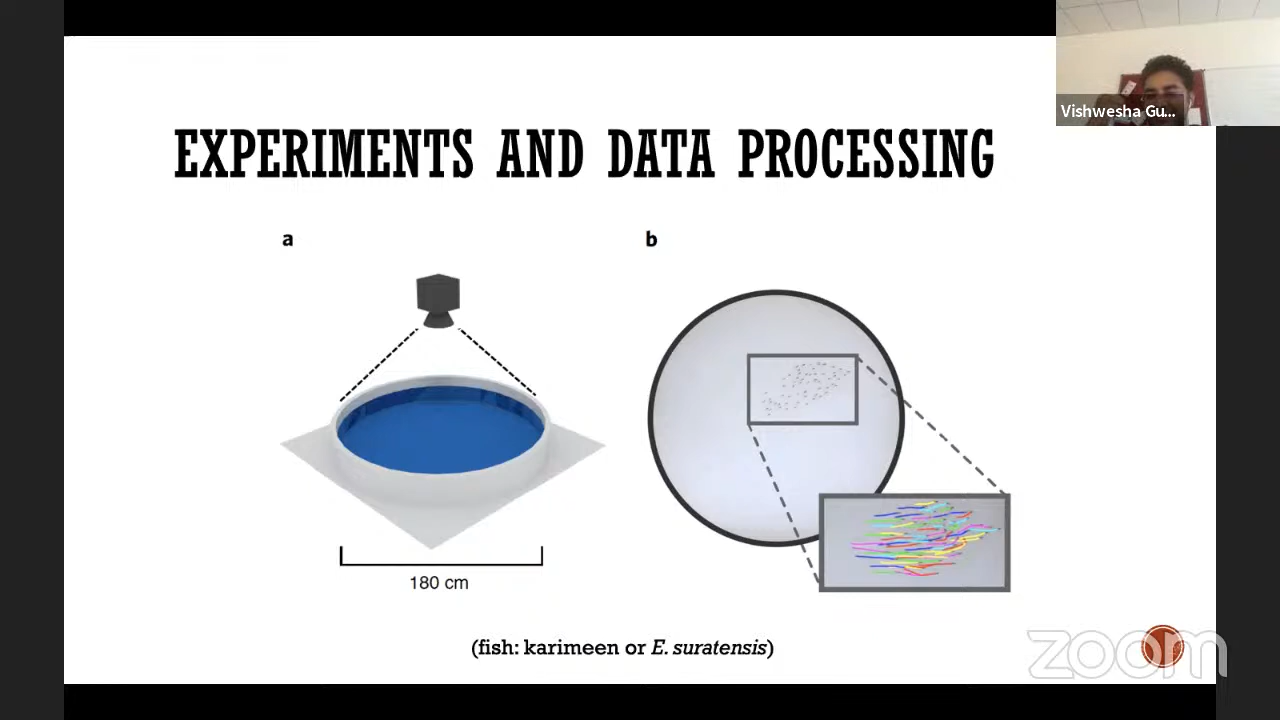 Vishwesha Gu...
EXPERIMENTS AND DATA PROCESSING
a
b
180 cm
(fish: karimeen or E. suratensis)
zoom